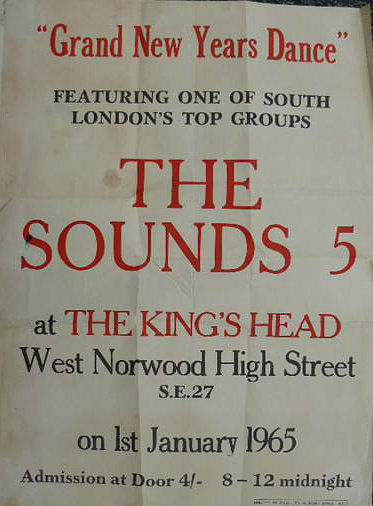 "Grand New Years Dance"
FEATURING ONE OF SOUTH
LONDON'S TOP GROUPS
THE
SOUNDS 5
at THE KING'S HEAD
West Norwood High Street
S.E.27
on 1st January 1965
Admission at Door 4/- 8 – 12 midnight